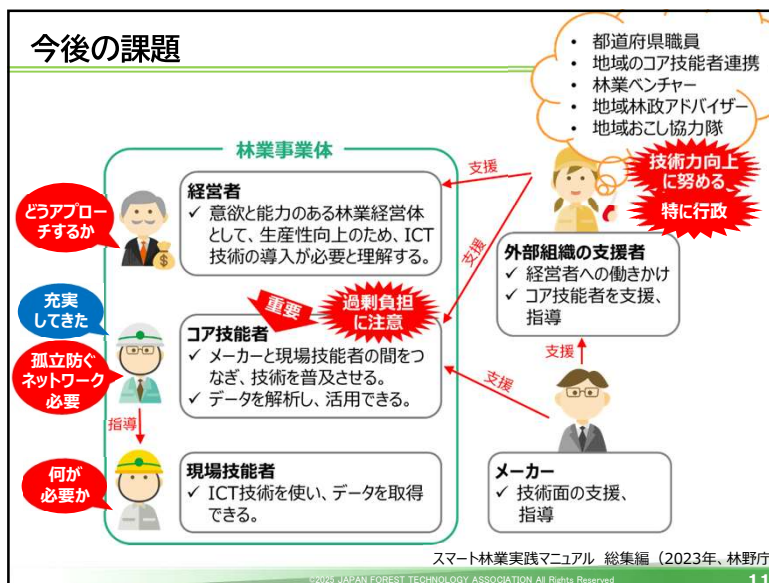 今後の課題
• 都道府県職員
• 地域のコア技能者連携
• 林業ベンチャー
• 地域林政アドバイザー
• 地域おこし協力隊
技術力向上
に努める
特に行政
林業事業体
支援
どうアプロー
チするか
経営者
✓ 意欲と能力のある林業経営体
として、生産性向上のため、ICT
技術の導入が必要と理解する。
$
支援
外部組織の支援者
✓ 経営者への働きかけ
✓ コア技能者を支援、
指導
充実
してきた
重要
過剰負担
に注意
孤立防ぐ
ネットワーク
必要
コア技能者
✓ メーカーと現場技能者の間をつ
なぎ、技術を普及させる。
✓ データを解析し、活用できる。
支援
支援
指導
何が
必要か
現場技能者
✓ ICT技術を使い、データを取得
できる。
メーカー
✓ 技術面の支援、
指導
スマート林業実践マニュアル 総集編(2023年、林野庁
©2025 JAPAN FOREST TECHNOLOGY ASSOCIATION All Rights Reserved
11